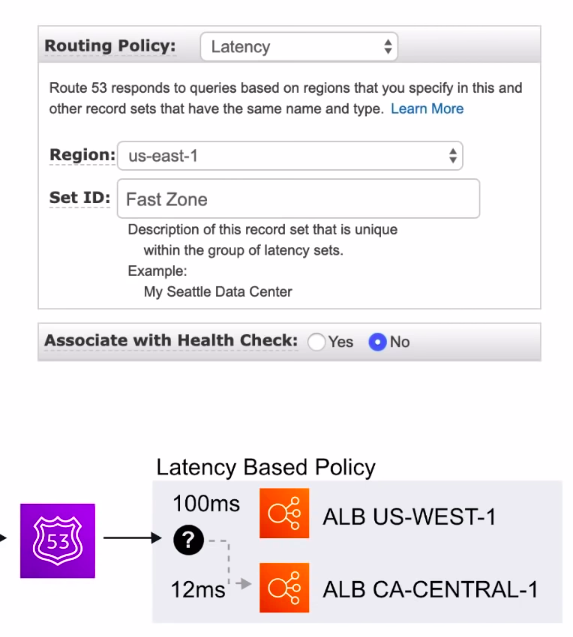 Routing Policy: Latency
Route 53 responds to queries based on regions that you specify in this and
other record sets that have the same name and type. Learn More
Region: us-east-1
Set ID: Fast Zone
Description of this record set that is unique
within the group of latency sets.
Example:
My Seattle Data Center
Associate with Health Check: Yes No
Latency Based Policy
100ms
ALB US-WEST-1
53
?
12ms
ALB CA-CENTRAL-1